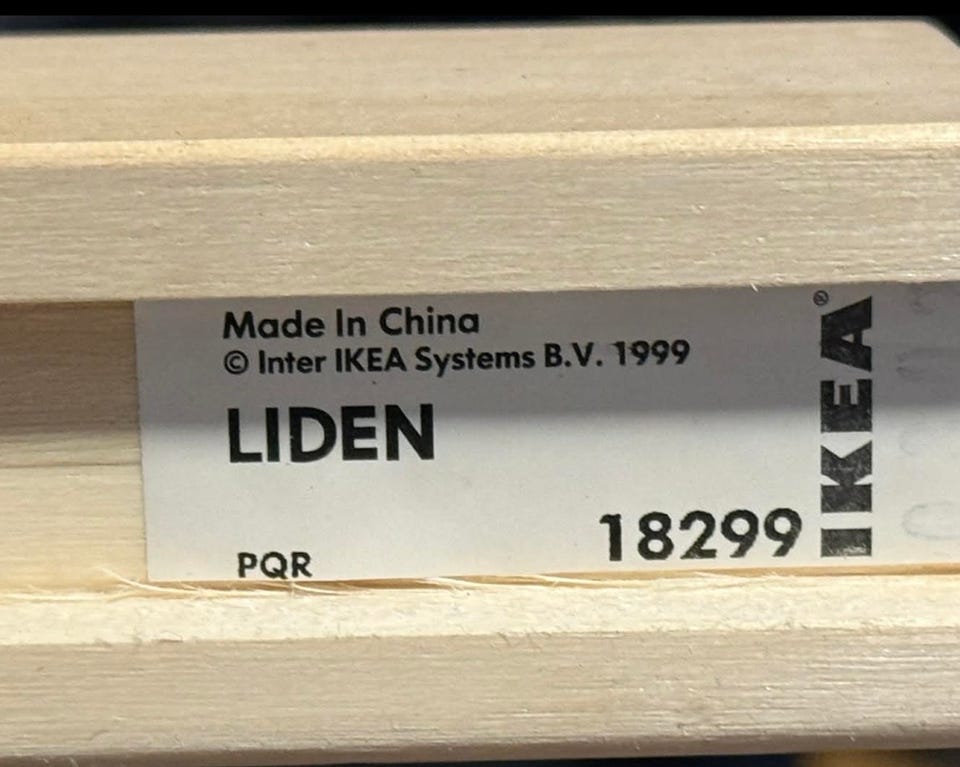 Made In China
© Inter IKEA Systems B.V. 1999
LIDEN
18299
PQR
IKEA®